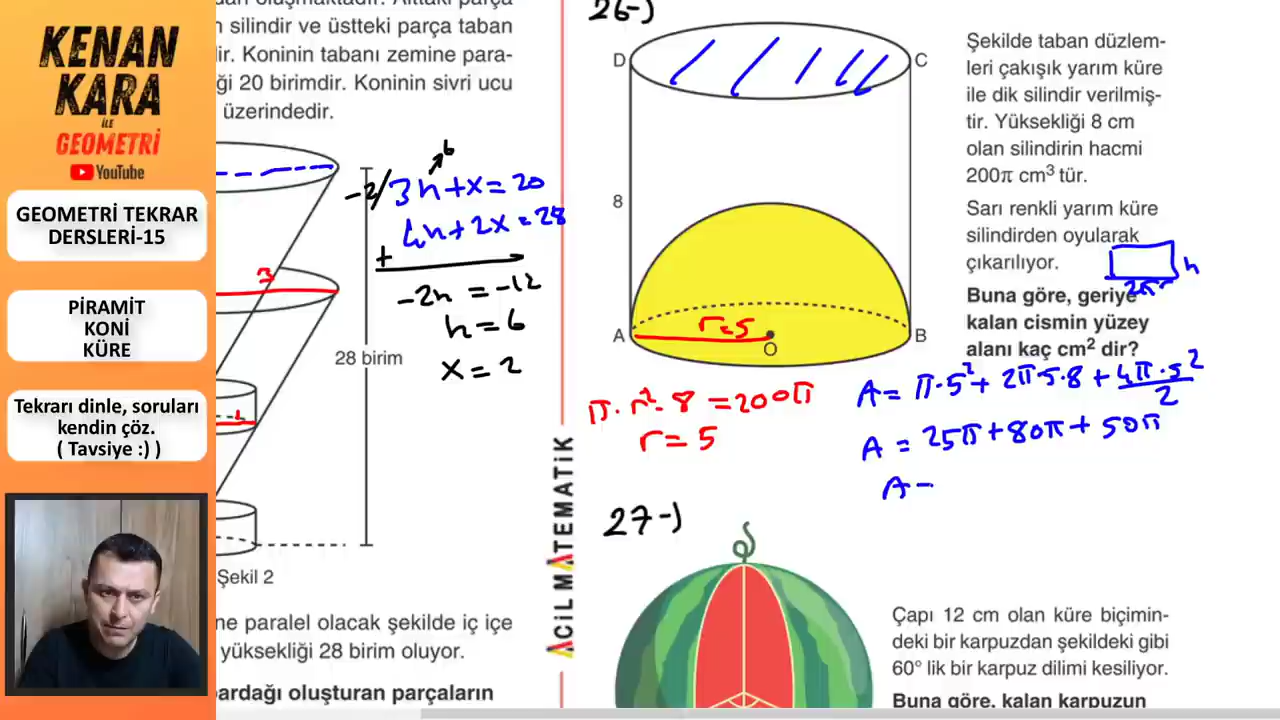 KENAN
KARA
İLE
GEOMETRİ
YouTube
GEOMETRİ TEKRAR
DERSLERİ-15
PİRAMİT
KONİ
KÜRE
Tekrarı dinle, soruları
kendin çöz.
( Tavsiye :) )
silindir ve üstteki parça taban
Koninin tabanı zemine para-
20 birimdir. Koninin sivri ucu
üzerindedir.
6
-2/ 3h+x=20
4h+2x=28
+
-2h = -12
h = 6
x = 2
3
28 birim
1
Şekil 2
paralel olacak şekilde iç içe
yüksekliği 28 birim oluyor.
oluşturan parçaların
ACİLMATEMATİK
26-)
D
C
8
A
r=5
B
O
Şekilde taban düzlem-
leri çakışık yarım küre
ile dik silindir verilmiş-
tir. Yüksekliği 8 cm
olan silindirin hacmi
200π cm³ tür.
Sarı renkli yarım küre
silindirden oyularak
çıkarılıyor.
h
2πr
Buna göre, geriye
kalan cismin yüzey
alanı kaç cm² dir?
π. r². 8 = 200π
r = 5
A = π.5² + 2π.5.8 + 4π.5²/2
A = 25π + 80π + 50π
A =
27-)
Çapı 12 cm olan küre biçimin-
deki bir karpuzdan şekildeki gibi
60° lik bir karpuz dilimi kesiliyor.
Buna göre, kalan karpuzun